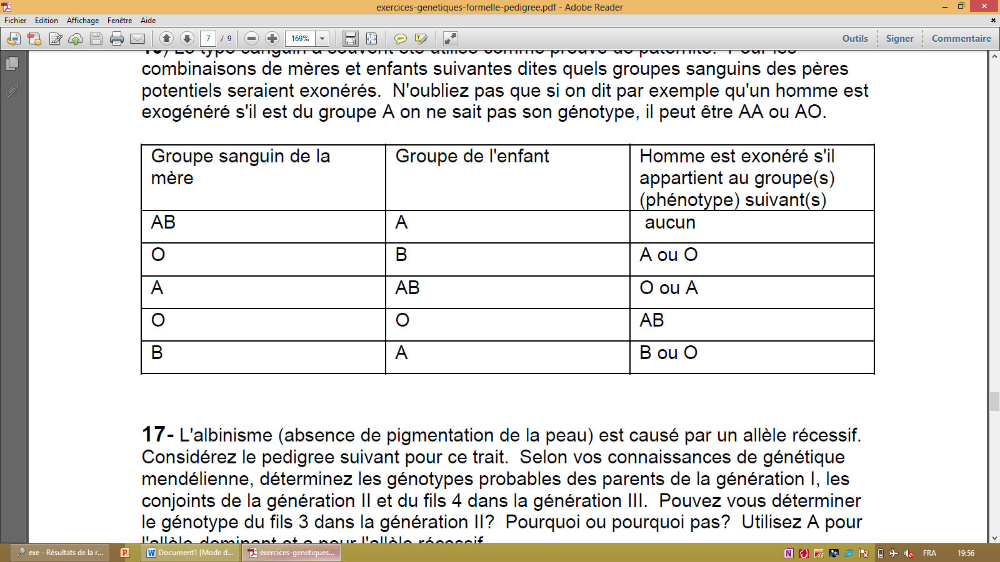 exercices-genetiques-formelle-pedigree.pdf - Adobe Reader
Fichier Edition Affichage Fenêtre Aide
7 / 9 169% Outils Signer Commentaire
combinaisons de mères et enfants suivantes dites quels groupes sanguins des pères
potentiels seraient exonérés. N'oubliez pas que si on dit par exemple qu'un homme est
exogénéré s'il est du groupe A on ne sait pas son génotype, il peut être AA ou AO.
Groupe sanguin de la
mère
Groupe de l'enfant
Homme est exonéré s'il
appartient au groupe(s)
(phénotype) suivant(s)
AB A aucun
O B A ou O
A AB O ou A
O O AB
B A B ou O
17- L'albinisme (absence de pigmentation de la peau) est causé par un allèle récessif.
Considérez le pedigree suivant pour ce trait. Selon vos connaissances de génétique
mendélienne, déterminez les génotypes probables des parents de la génération I, les
conjoints de la génération II et du fils 4 dans la génération III. Pouvez vous déterminer
le génotype du fils 3 dans la génération II? Pourquoi ou pourquoi pas? Utilisez A pour
l'allèle dominant et a pour l'allèle récessif
exe - Résultats de la r... Document1 [Mode d... exercices-genetiques... FRA 19:56